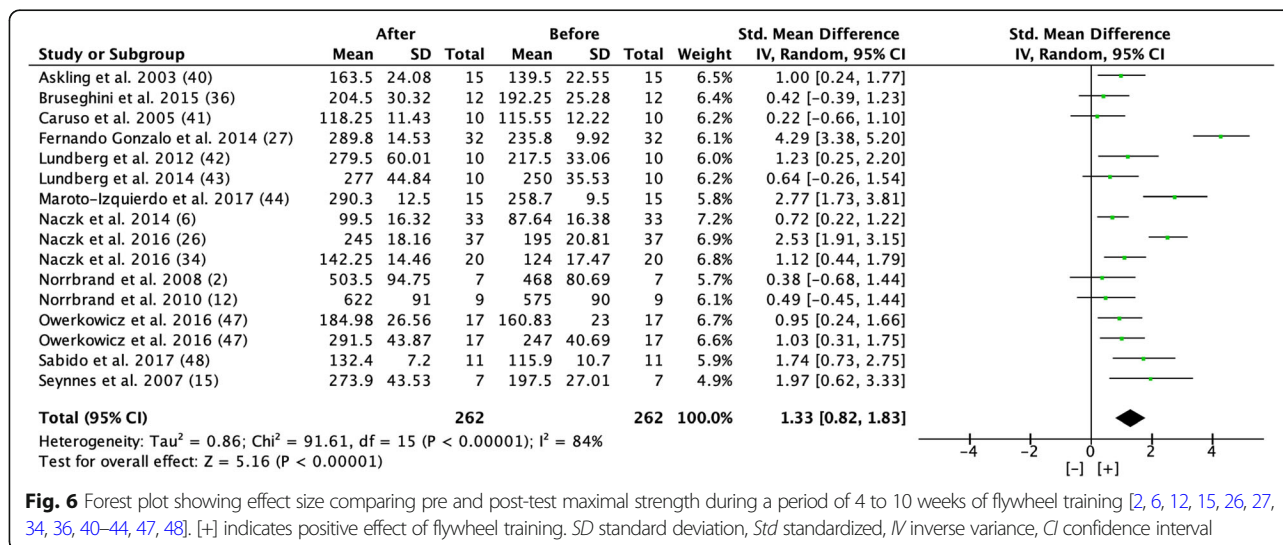 After Before Std. Mean Difference Std. Mean Difference
Study or Subgroup Mean SD Total Mean SD Total Weight IV, Random, 95% CI IV, Random, 95% CI
Askling et al. 2003 (40) 163.5 24.08 15 139.5 22.55 15 6.5% 1.00 [0.24, 1.77]
Bruseghini et al. 2015 (36) 204.5 30.32 12 192.25 25.28 12 6.4% 0.42 [−0.39, 1.23]
Caruso et al. 2005 (41) 118.25 11.43 10 115.55 12.22 10 6.2% 0.22 [−0.66, 1.10]
Fernando Gonzalo et al. 2014 (27) 289.8 14.53 32 235.8 9.92 32 6.1% 4.29 [3.38, 5.20]
Lundberg et al. 2012 (42) 279.5 60.01 10 217.5 33.06 10 6.0% 1.23 [0.25, 2.20]
Lundberg et al. 2014 (43) 277 44.84 10 250 35.53 10 6.2% 0.64 [−0.26, 1.54]
Maroto-Izquierdo et al. 2017 (44) 290.3 12.5 15 258.7 9.5 15 5.8% 2.77 [1.73, 3.81]
Naczk et al. 2014 (6) 99.5 16.32 33 87.64 16.38 33 7.2% 0.72 [0.22, 1.22]
Naczk et al. 2016 (26) 245 18.16 37 195 20.81 37 6.9% 2.53 [1.91, 3.15]
Naczk et al. 2016 (34) 142.25 14.46 20 124 17.47 20 6.8% 1.12 [0.44, 1.79]
Norrbrand et al. 2008 (2) 503.5 94.75 7 468 80.69 7 5.7% 0.38 [−0.68, 1.44]
Norrbrand et al. 2010 (12) 622 91 9 575 90 9 6.1% 0.49 [−0.45, 1.44]
Owerkowicz et al. 2016 (47) 184.98 26.56 17 160.83 23 17 6.7% 0.95 [0.24, 1.66]
Owerkowicz et al. 2016 (47) 291.5 43.87 17 247 40.69 17 6.6% 1.03 [0.31, 1.75]
Sabido et al. 2017 (48) 132.4 7.2 11 115.9 10.7 11 5.9% 1.74 [0.73, 2.75]
Seynnes et al. 2007 (15) 273.9 43.53 7 197.5 27.01 7 4.9% 1.97 [0.62, 3.33]
Total (95% CI) 262 262 100.0% 1.33 [0.82, 1.83]
Heterogeneity: Tau² = 0.86; Chi² = 91.61, df = 15 (P < 0.00001); I² = 84%
Test for overall effect: Z = 5.16 (P < 0.00001)
−4 −2 0 2 4
[-] [+]
Fig. 6 Forest plot showing effect size comparing pre and post-test maximal strength during a period of 4 to 10 weeks of flywheel training [2, 6, 12, 15, 26, 27,
34, 36, 40–44, 47, 48]. [+] indicates positive effect of flywheel training. SD standard deviation, Std standardized, IV inverse variance, CI confidence interval